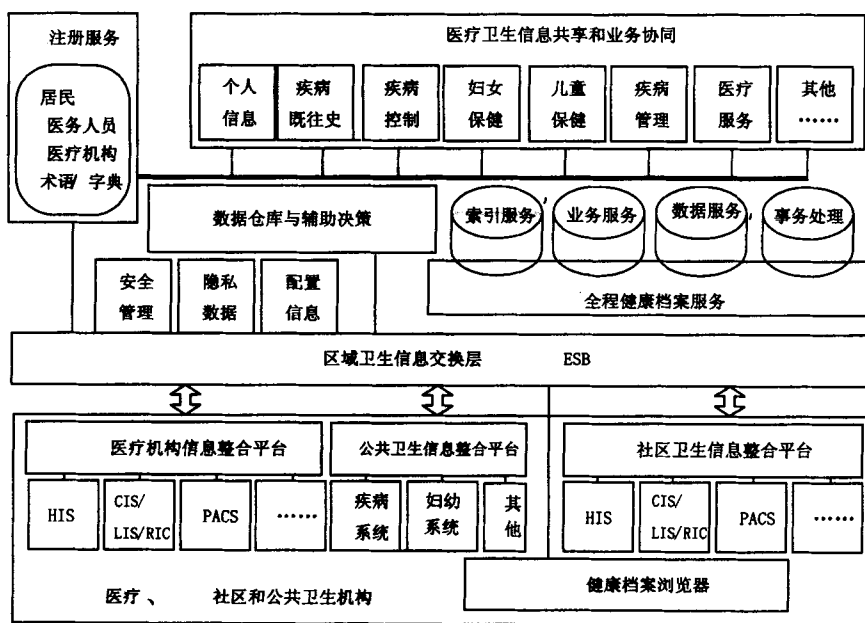 注册服务
居民
医务人员
医疗机构
术语/字典
医疗卫生信息共享和业务协同
个人
信息
疾病
既往史
疾病
控制
妇女
保健
儿童
保健
疾病
管理
医疗
服务
其他
……
数据仓库与辅助决策
索引服务
业务服务
数据服务
事务处理
全程健康档案服务
安全
管理
隐私
数据
配置
信息
区域卫生信息交换层 ESB
医疗机构信息整合平台
公共卫生信息整合平台
社区卫生信息整合平台
HIS
CIS/
LIS/RIC
PACS
……
疾病
系统
妇幼
系统
其
他
HIS
CIS/
LIS/RIC
PACS
……
医疗、 社区和公共卫生机构
健康档案浏览器